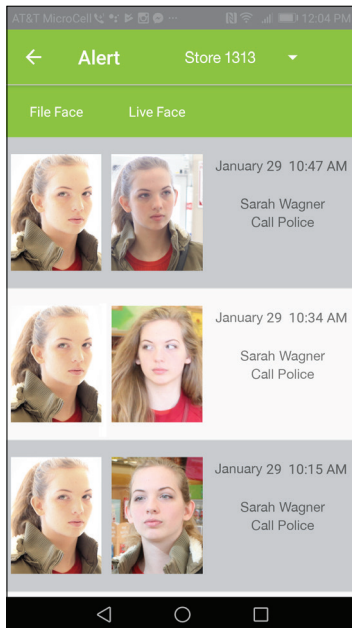 AT&T MicroCell
12:04 PM
Alert
Store 1313
File Face
Live Face
January 29 10:47 AM
Sarah Wagner
Call Police
January 29 10:34 AM
Sarah Wagner
Call Police
January 29 10:15 AM
Sarah Wagner
Call Police